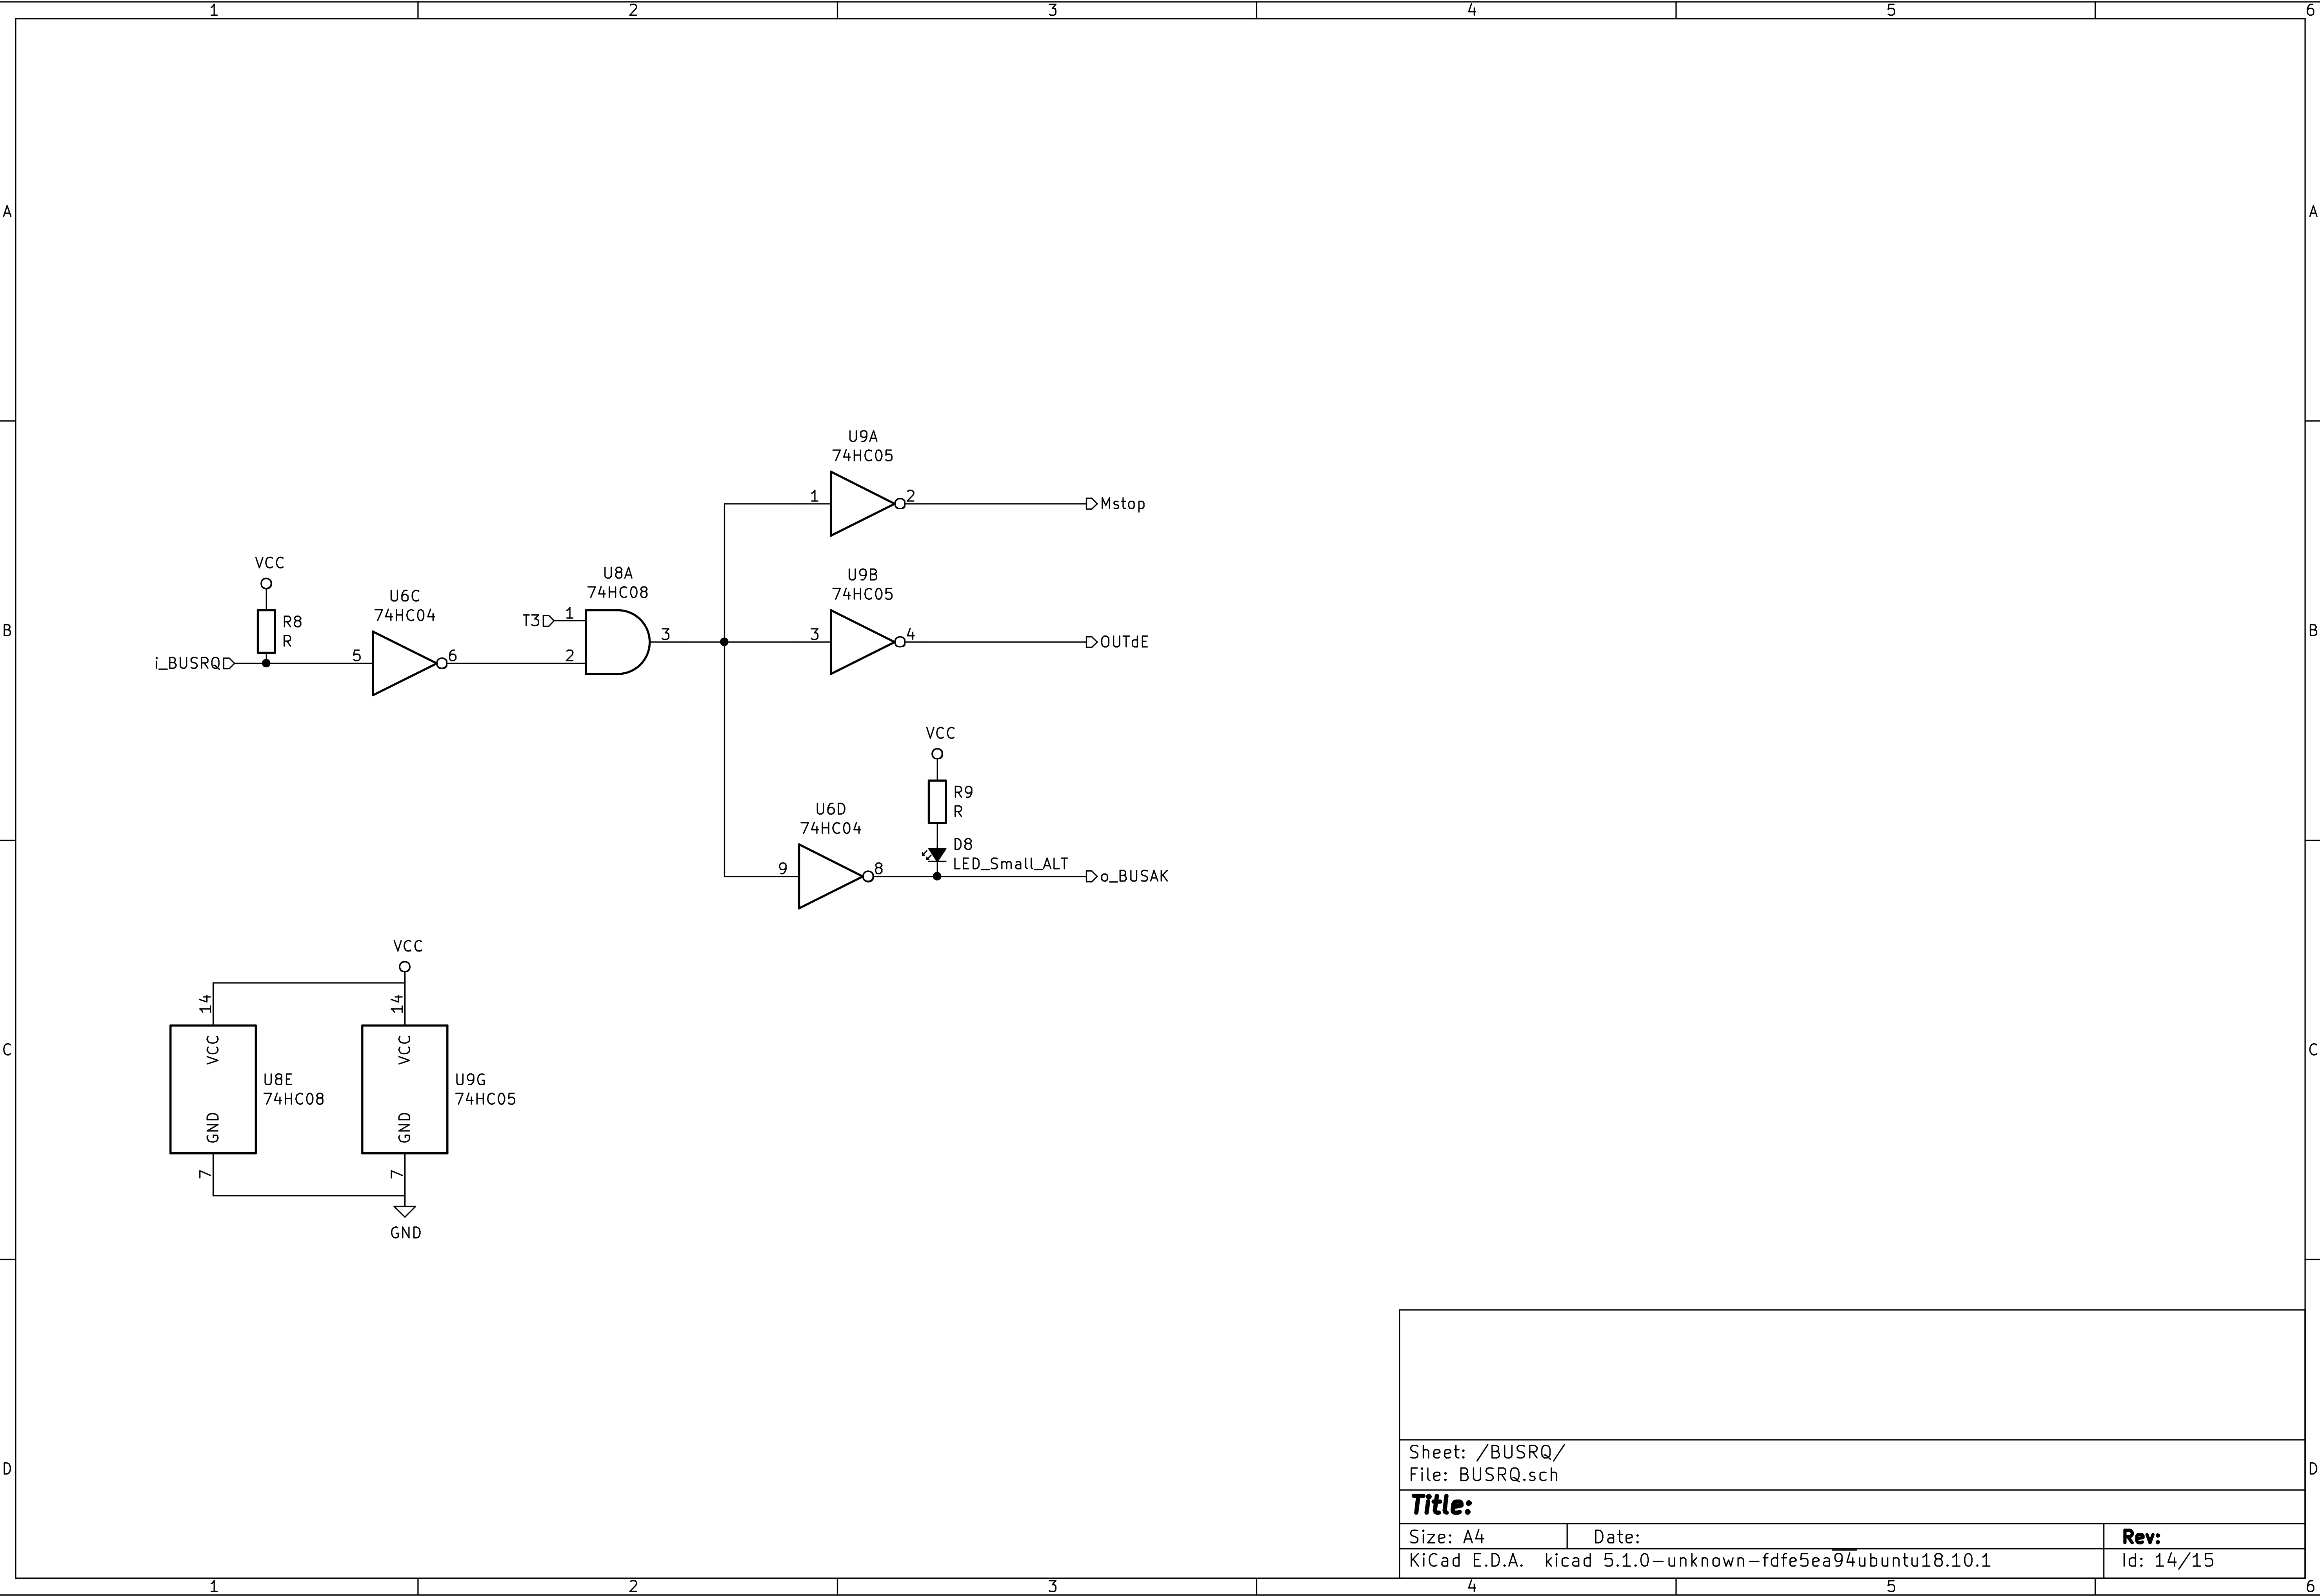 1 2 3 4 5 6
A A
U9A
74HC05
1 2 Mstop
VCC
U8A
74HC08
U9B
74HC05
U6C
74HC04
R8
R
T3 1
3 3 4 OUTdE
B B
i_BUSRQ 5 6 2
VCC
R9
R
U6D
74HC04
D8
LED_Small_ALT
9 8 o_BUSAK
VCC
14 14
VCC VCC
C C
U8E
74HC08
U9G
74HC05
GND GND
7 7
GND
Sheet: /BUSRQ/
File: BUSRQ.sch
D D
Title:
Size: A4 Date: Rev:
KiCad E.D.A. kicad 5.1.0-unknown-fdfe5ea94ubuntu18.10.1 Id: 14/15
1 2 3 4 5 6